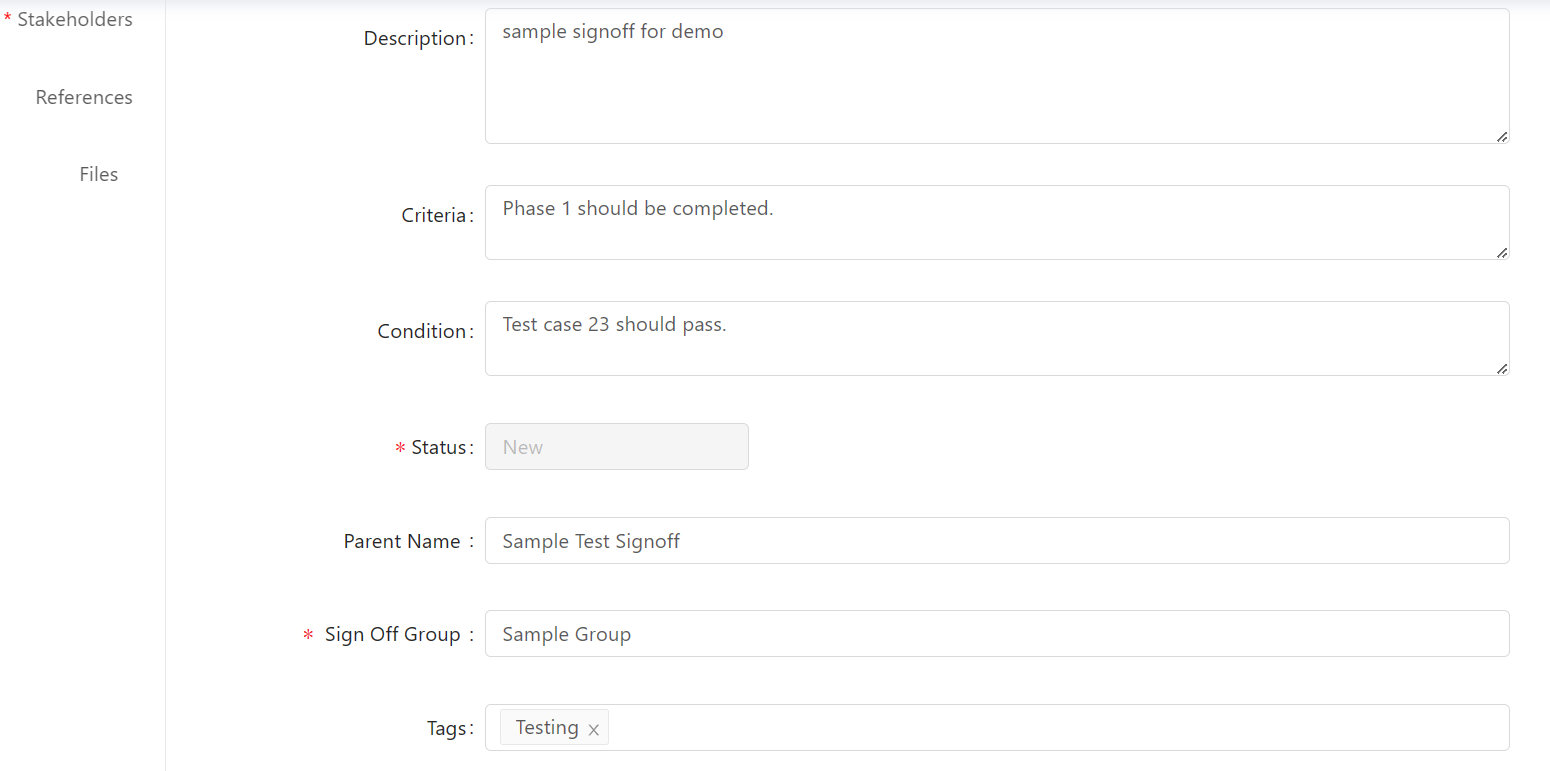 * Stakeholders
References
Files
Description :
sample signoff for demo
Criteria :
Phase 1 should be completed.
Condition :
Test case 23 should pass.
* Status :
New
Parent Name :
Sample Test Signoff
* Sign Off Group :
Sample Group
Tags :
Testing x